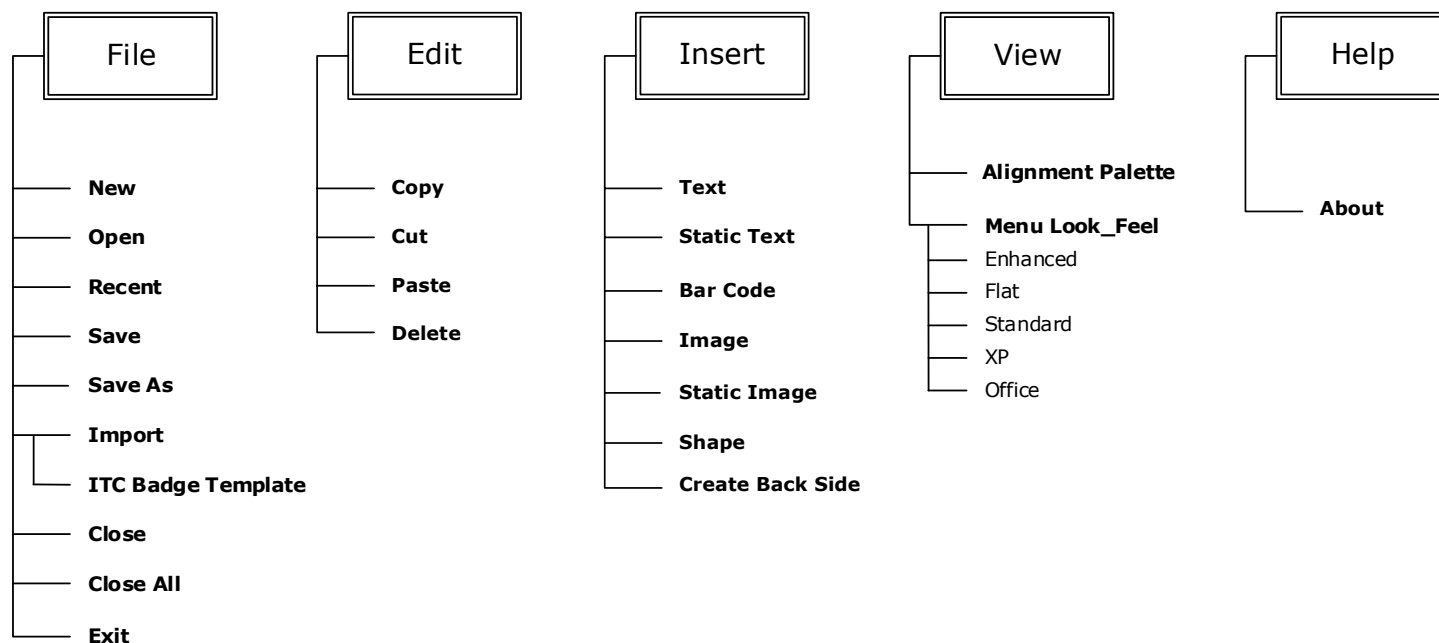 File
New
Open
Recent
Save
Save As
Import
ITC Badge Template
Close
Close All
Exit
Edit
Copy
Cut
Paste
Delete
Insert
Text
Static Text
Bar Code
Image
Static Image
Shape
Create Back Side
View
Alignment Palette
Menu Look_Feel
Enhanced
Flat
Standard
XP
Office
Help
About